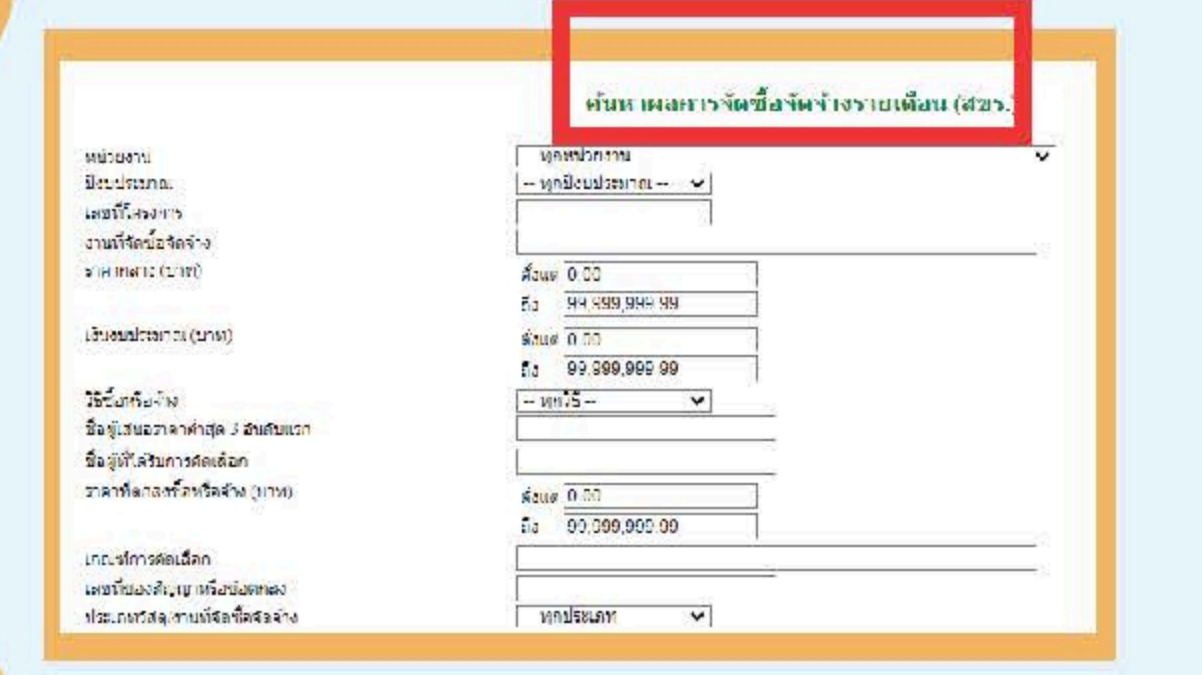 ค้นหาผลการจัดซื้อจัดจ้างรายเดือน (สขร.)
หน่วยงาน ทุกหน่วยงาน
ปีงบประมาณ -- ทุกปีงบประมาณ --
เลขที่โครงการ
งานที่จัดซื้อจัดจ้าง
ราคากลาง (บาท) ตั้งแต่ 0.00
ถึง 99,999,999.99
เงินงบประมาณ (บาท) ตั้งแต่ 0.00
ถึง 99,999,999.99
วิธีซื้อหรือจ้าง -- ทุกวิธี --
ชื่อผู้เสนอราคาต่ำสุด 3 อันดับแรก
ชื่อผู้ที่ได้รับการคัดเลือก
ราคาที่ตกลงซื้อหรือจ้าง (บาท) ตั้งแต่ 0.00
ถึง 99,999,999.99
เกณฑ์การคัดเลือก
เลขที่ของสัญญาหรือข้อตกลง
ประเภทวัสดุ/งานที่จัดซื้อจัดจ้าง ทุกประเภท